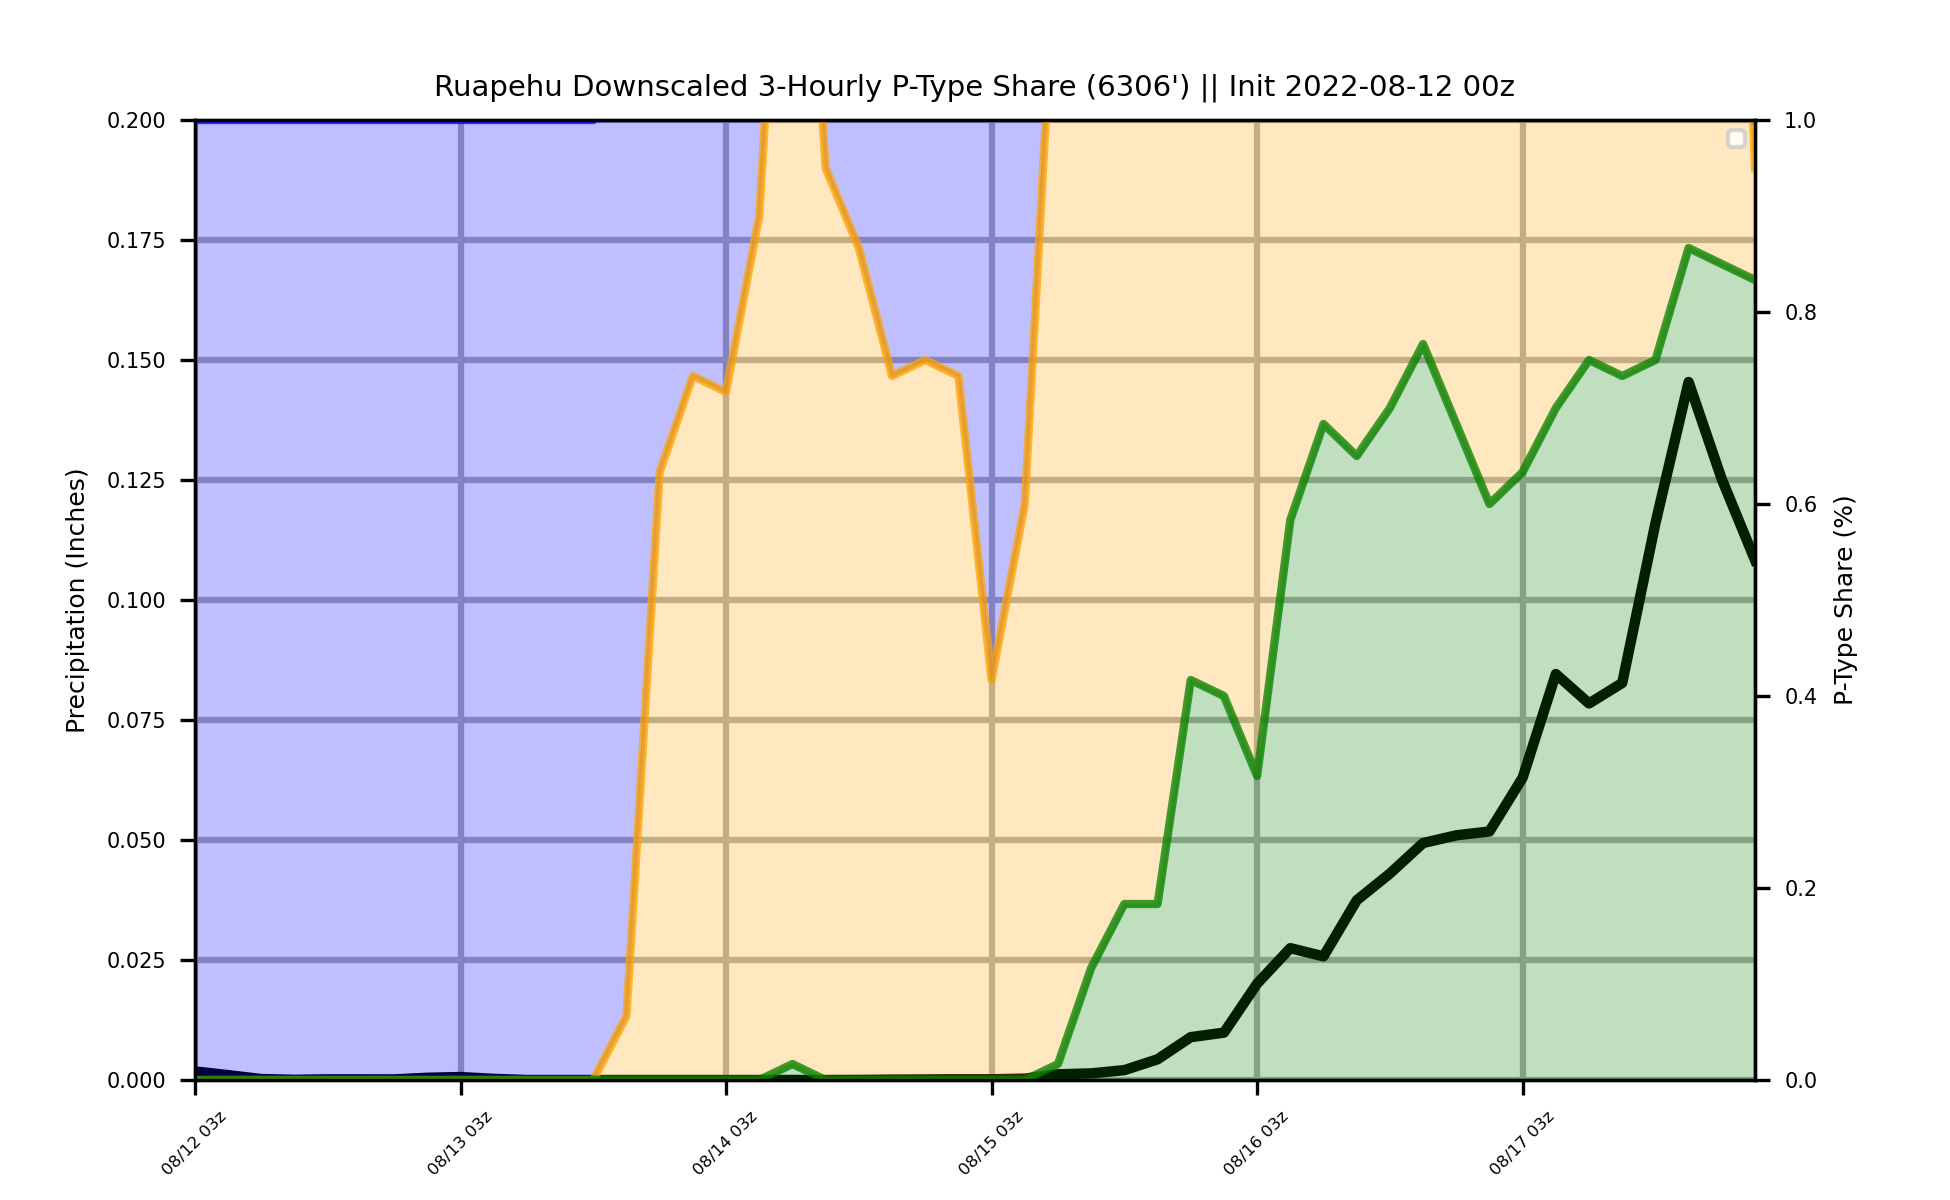 Ruapehu Downscaled 3-Hourly P-Type Share (6306') || Init 2022-08-12 00z
Precipitation (Inches)
0.200
0.175
0.150
0.125
0.100
0.075
0.050
0.025
0.000
1.0
0.8
0.6
0.4
0.2
0.0
P-Type Share (%)
08/12 03z
08/13 03z
08/14 03z
08/15 03z
08/16 03z
08/17 03z